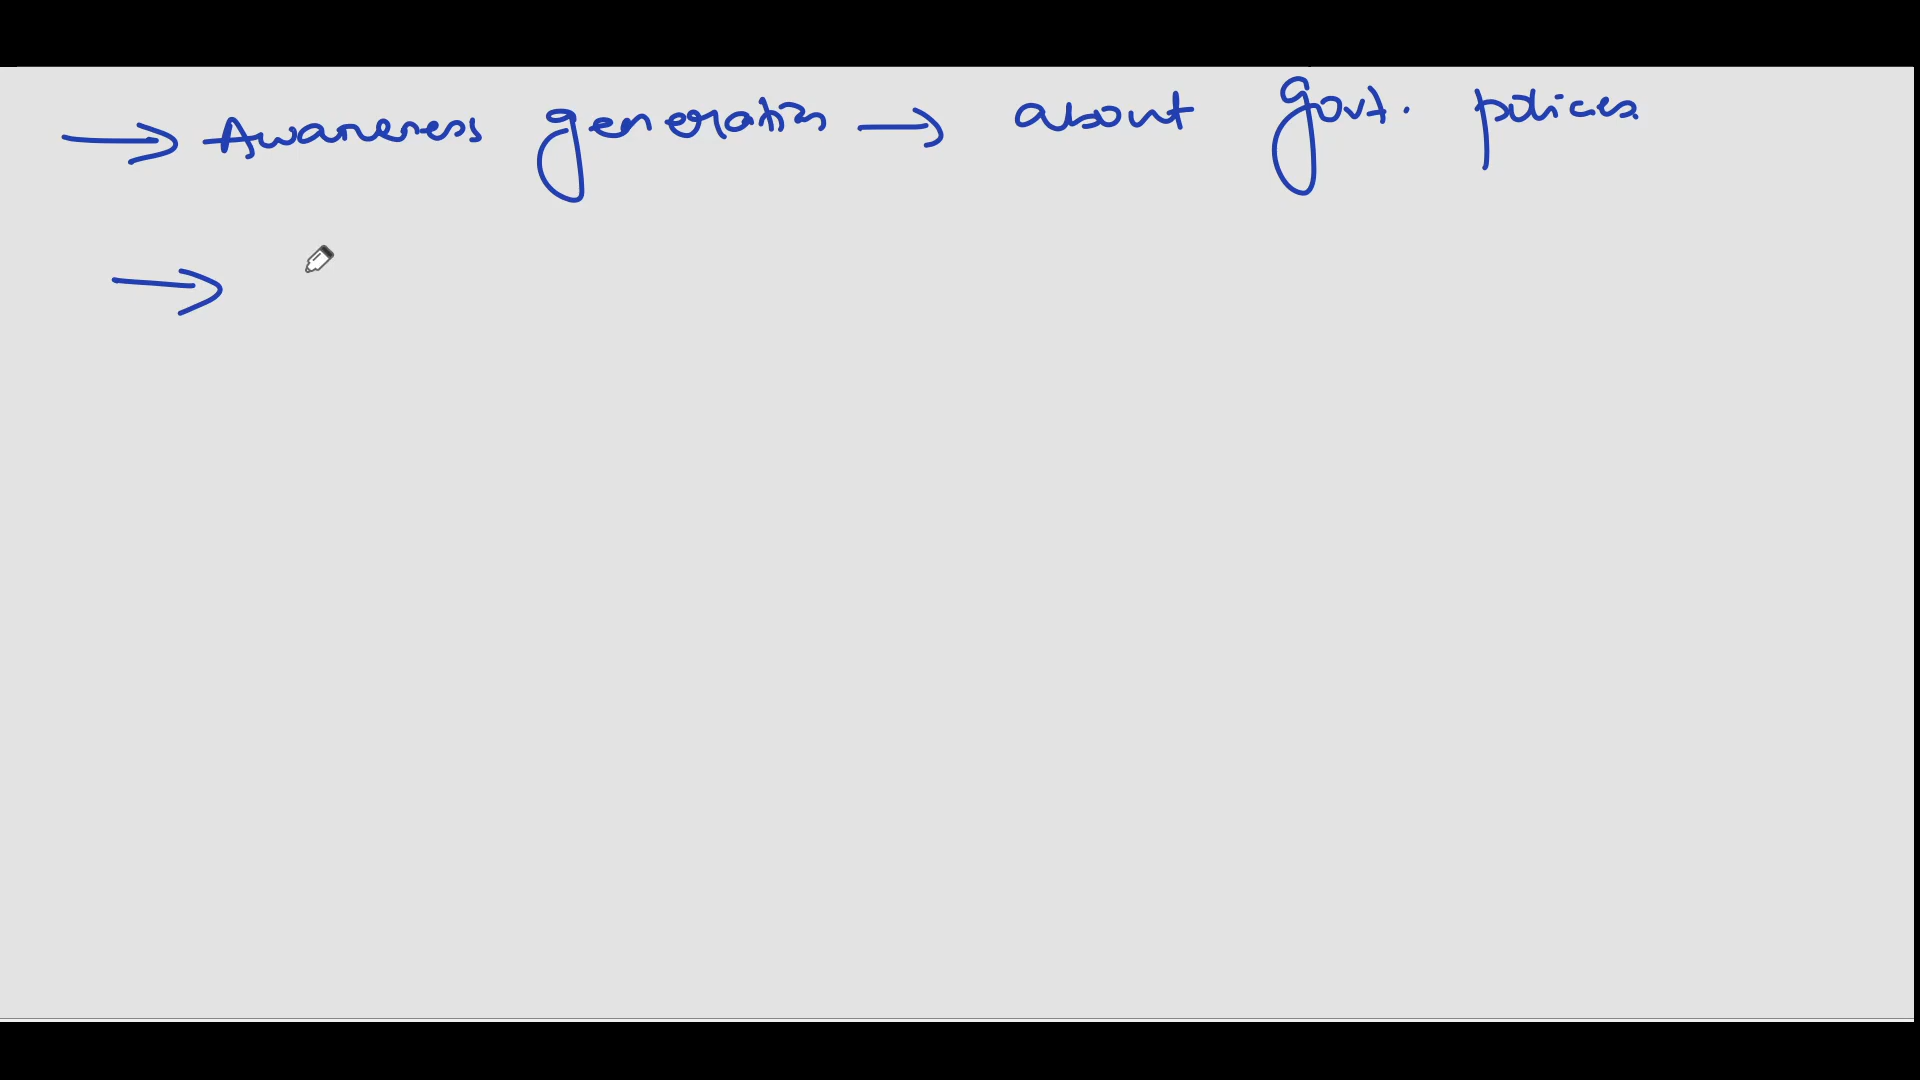 → Awareness generation → about govt. policies
→